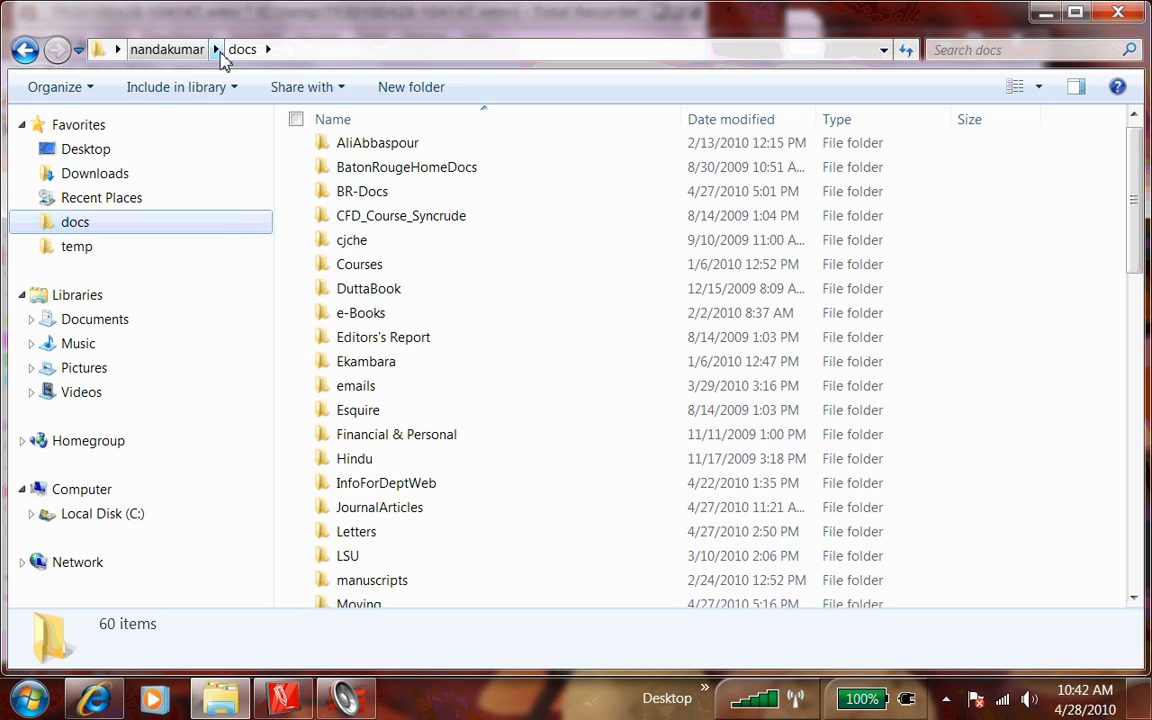 nandakumar docs
Search docs
Organize Include in library Share with New folder
Name Date modified Type Size
Favorites
Desktop
Downloads
Recent Places
docs
temp
Libraries
Documents
Music
Pictures
Videos
Homegroup
Computer
Local Disk (C:)
Network
AliAbbaspour 2/13/2010 12:15 PM File folder
BatonRougeHomeDocs 8/30/2009 10:51 A... File folder
BR-Docs 4/27/2010 5:01 PM File folder
CFD_Course_Syncrude 8/14/2009 1:04 PM File folder
cjche 9/10/2009 11:00 A... File folder
Courses 1/6/2010 12:52 PM File folder
DuttaBook 12/15/2009 8:09 A... File folder
e-Books 2/2/2010 8:37 AM File folder
Editors's Report 8/14/2009 1:03 PM File folder
Ekambara 1/6/2010 12:47 PM File folder
emails 3/29/2010 3:16 PM File folder
Esquire 8/14/2009 1:03 PM File folder
Financial & Personal 11/11/2009 1:00 PM File folder
Hindu 11/17/2009 3:18 PM File folder
InfoForDeptWeb 4/22/2010 1:35 PM File folder
JournalArticles 4/27/2010 11:21 A... File folder
Letters 4/27/2010 2:50 PM File folder
LSU 3/10/2010 2:06 PM File folder
manuscripts 2/24/2010 12:52 PM File folder
Moving 4/27/2010 5:16 PM File folder
60 items
Desktop
100%
10:42 AM
4/28/2010